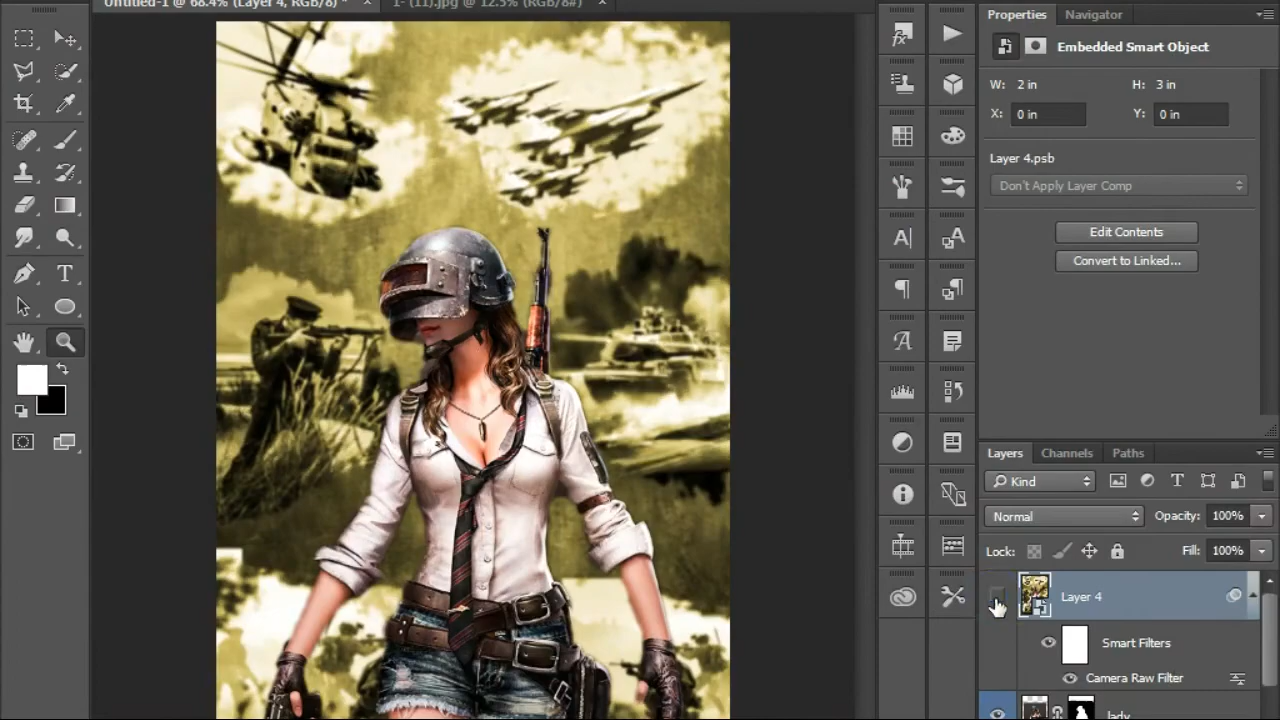 Untitled-1 @ 68.4% (Layer 4, RGB/8) * ×
1- (11).jpg @ 12.5% (RGB/8#) ×
Properties Navigator
Embedded Smart Object
W: 2 in H: 3 in
X: 0 in Y: 0 in
Layer 4.psb
Don't Apply Layer Comp
Edit Contents
Convert to Linked...
Layers Channels Paths
Kind
Normal Opacity: 100%
Lock: Fill: 100%
Layer 4
Smart Filters
Camera Raw Filter
lady